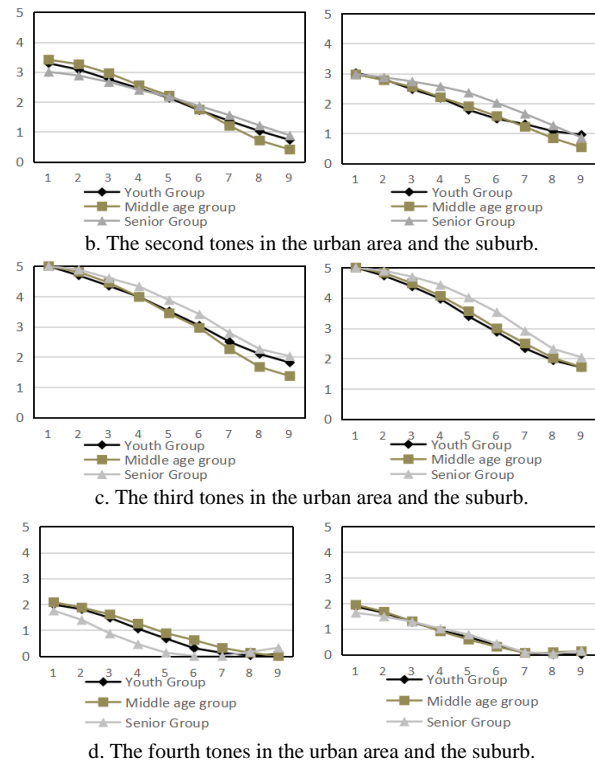 5
4
3
2
1
0
1 2 3 4 5 6 7 8 9
Youth Group
Middle age group
Senior Group
5
4
3
2
1
0
1 2 3 4 5 6 7 8 9
Youth Group
Middle age group
Senior Group
b. The second tones in the urban area and the suburb.
5
4
3
2
1
0
1 2 3 4 5 6 7 8 9
Youth Group
Middle age group
Senior Group
5
4
3
2
1
0
1 2 3 4 5 6 7 8 9
Youth Group
Middle age group
Senior Group
c. The third tones in the urban area and the suburb.
5
4
3
2
1
0
1 2 3 4 5 6 7 8 9
Youth Group
Middle age group
Senior Group
5
4
3
2
1
0
1 2 3 4 5 6 7 8 9
Youth Group
Middle age group
Senior Group
d. The fourth tones in the urban area and the suburb.